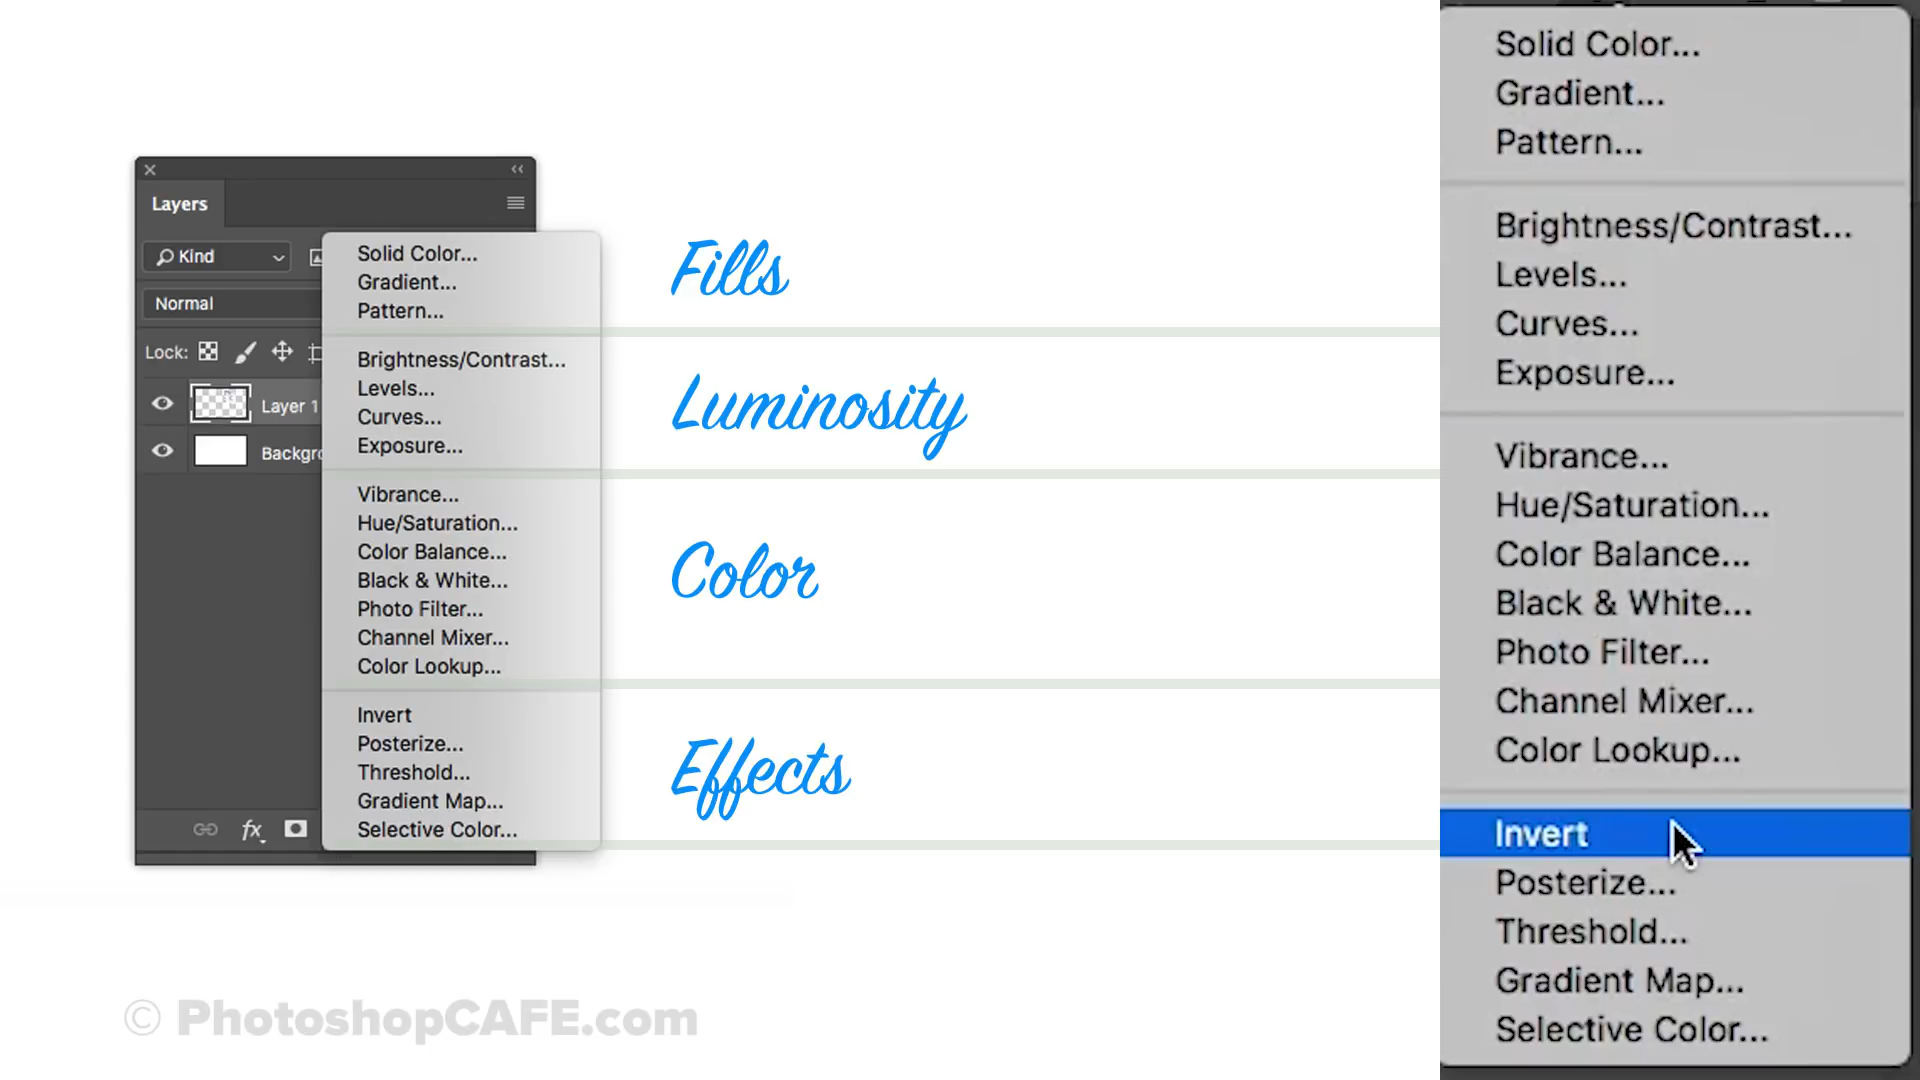 Layers
Kind
Normal
Lock:
Layer 1
Backgro
Solid Color...
Gradient...
Pattern...
Brightness/Contrast...
Levels...
Curves...
Exposure...
Vibrance...
Hue/Saturation...
Color Balance...
Black & White...
Photo Filter...
Channel Mixer...
Color Lookup...
Invert
Posterize...
Threshold...
Gradient Map...
Selective Color...
fx
Fills
Luminosity
Color
Effects
© PhotoshopCAFE.com
Solid Color...
Gradient...
Pattern...
Brightness/Contrast...
Levels...
Curves...
Exposure...
Vibrance...
Hue/Saturation...
Color Balance...
Black & White...
Photo Filter...
Channel Mixer...
Color Lookup...
Invert
Posterize...
Threshold...
Gradient Map...
Selective Color...